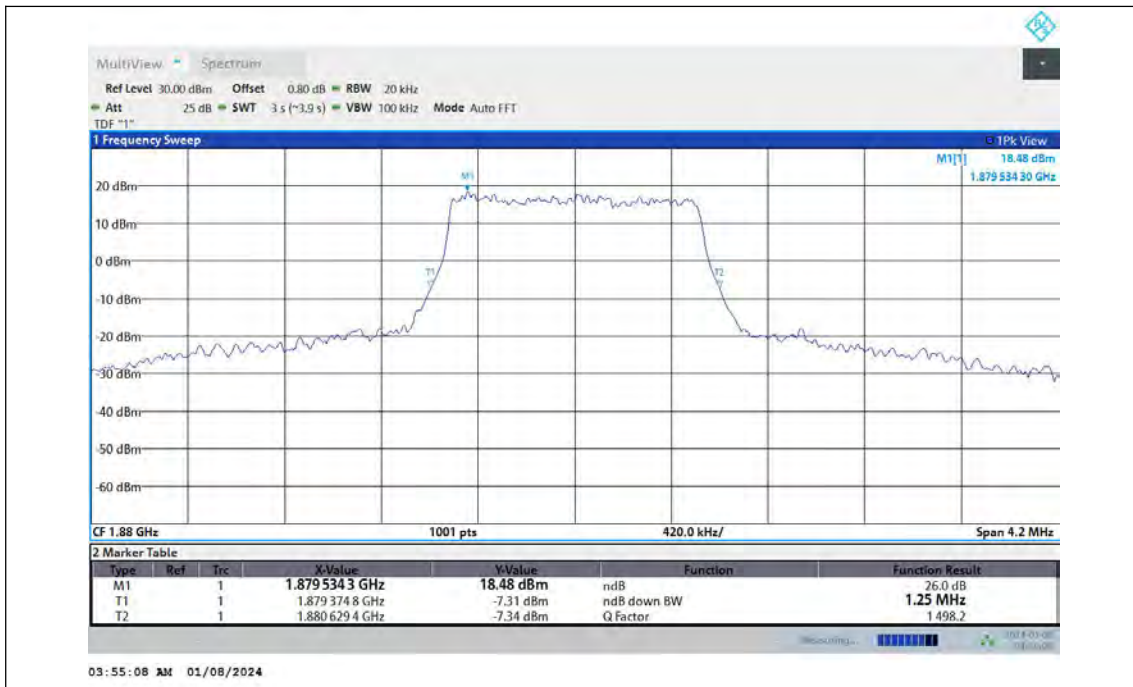 MultiView Spectrum
Ref Level 30.00 dBm Offset 0.80 dB RBW 20 kHz
Att 25 dB SWT 3 s (~3.9 s) VBW 100 kHz Mode Auto FFT
TDF "1"
1 Frequency Sweep 1Pk View
M1[1] 18.48 dBm
1.879 534 30 GHz
M1
20 dBm
10 dBm
0 dBm
T1 T2
-10 dBm
-20 dBm
-30 dBm
-40 dBm
-50 dBm
-60 dBm
CF 1.88 GHz 1001 pts 420.0 kHz/ Span 4.2 MHz
2 Marker Table
Type Ref Trc X-Value Y-Value Function Function Result
M1 1 1.879 534 3 GHz 18.48 dBm ndB 26.0 dB
T1 1 1.879 374 8 GHz -7.31 dBm ndB down BW 1.25 MHz
T2 1 1.880 629 4 GHz -7.34 dBm Q Factor 1 498.2
Measuring...
03:55:08 AM 01/08/2024